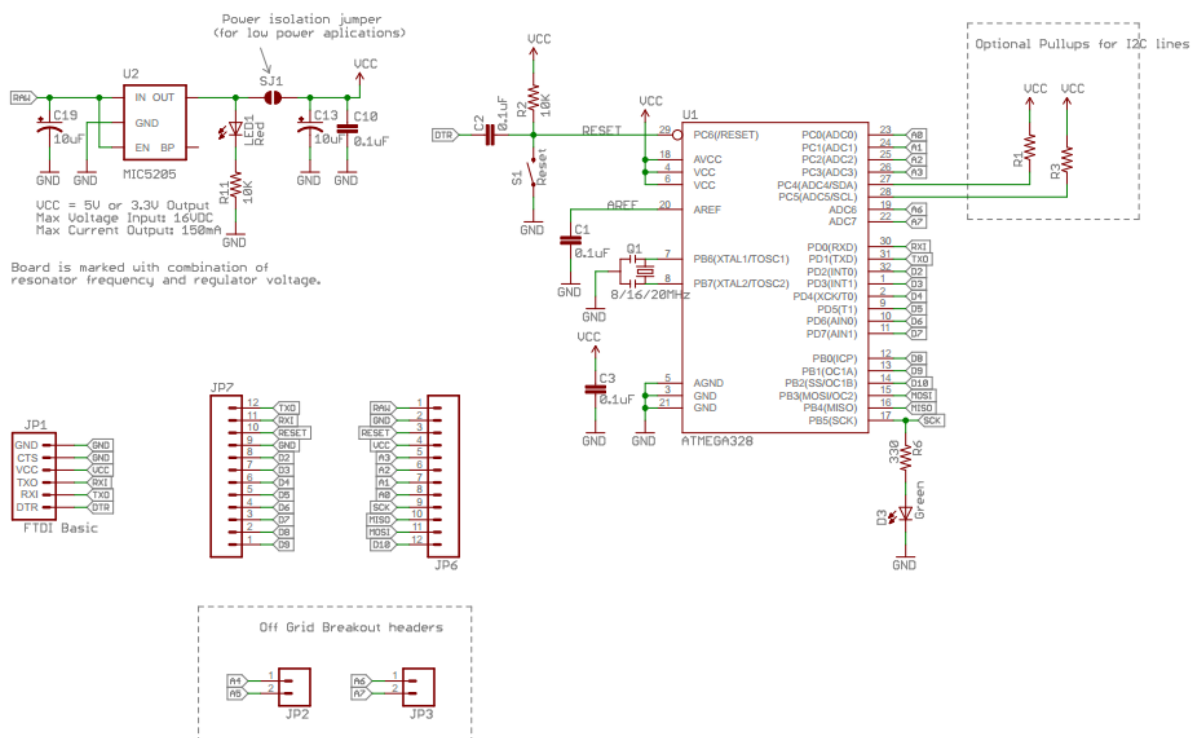 Power isolation jumper
(for low power aplications)
VCC
SJ1
U2
RAW
IN OUT
GND
EN BP
MIC5205
C19
10uF
GND
GND
LED1
Red
R11
10K
GND
C13
10uF
GND
C10
0.1uF
GND
VCC = 5V or 3.3V Output
Max Voltage Input: 16VDC
Max Current Output: 150mA
Board is marked with combination of
resonator frequency and regulator voltage.
VCC
R2
10K
DTR
C2
0.1uF
RESET
S1
Reset
GND
VCC
AREF
C1
0.1uF
GND
Q1
8/16/20MHz
GND
VCC
C3
0.1uF
GND
GND
U1
29 PC6(/RESET)
18 AVCC
4 VCC
6 VCC
20 AREF
7 PB6(XTAL1/TOSC1)
8 PB7(XTAL2/TOSC2)
5 AGND
3 GND
21 GND
PC0(ADC0) 23 A0
PC1(ADC1) 24 A1
PC2(ADC2) 25 A2
PC3(ADC3) 26 A3
PC4(ADC4/SDA) 27
PC5(ADC5/SCL) 28
ADC6 19 A6
ADC7 22 A7
PD0(RXD) 30 RXI
PD1(TXD) 31 TXO
PD2(INT0) 32 D2
PD3(INT1) 1 D3
PD4(XCK/T0) 2 D4
PD5(T1) 9 D5
PD6(AIN0) 10 D6
PD7(AIN1) 11 D7
PB0(ICP) 12 D8
PB1(OC1A) 13 D9
PB2(SS/OC1B) 14 D10
PB3(MOSI/OC2) 15 MOSI
PB4(MISO) 16 MISO
PB5(SCK) 17 SCK
ATMEGA328
330
R6
D3
Green
GND
Optional Pullups for I2C lines
VCC VCC
R1
R3
JP1
GND GND
CTS GND
VCC VCC
TXO RXI
RXI TXO
DTR DTR
FTDI Basic
JP7
12 TXO
11 RXI
10 RESET
9 GND
8 D2
7 D3
6 D4
5 D5
4 D6
3 D7
2 D8
1 D9
RAW 1
GND 2
RESET 3
VCC 4
A3 5
A2 6
A1 7
A0 8
SCK 9
MISO 10
MOSI 11
D10 12
JP6
Off Grid Breakout headers
A4 1
A5 2
JP2
A6 1
A7 2
JP3